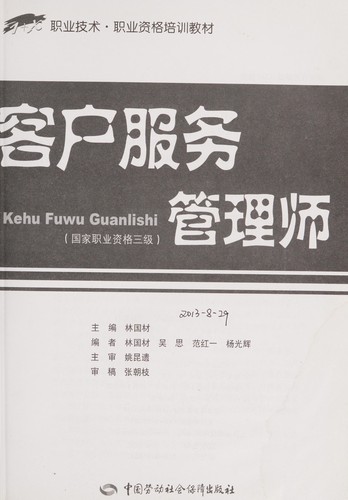 职业技术·职业资格培训教材
客户服务
Kehu Fuwu Guanlishi
管理师
(国家职业资格三级)
2013-8-29
主 编 林国材
编 者 林国材 吴 思 范红一 杨光辉
主 审 姚昆遗
审 稿 张朝枝
中国劳动社会保障出版社